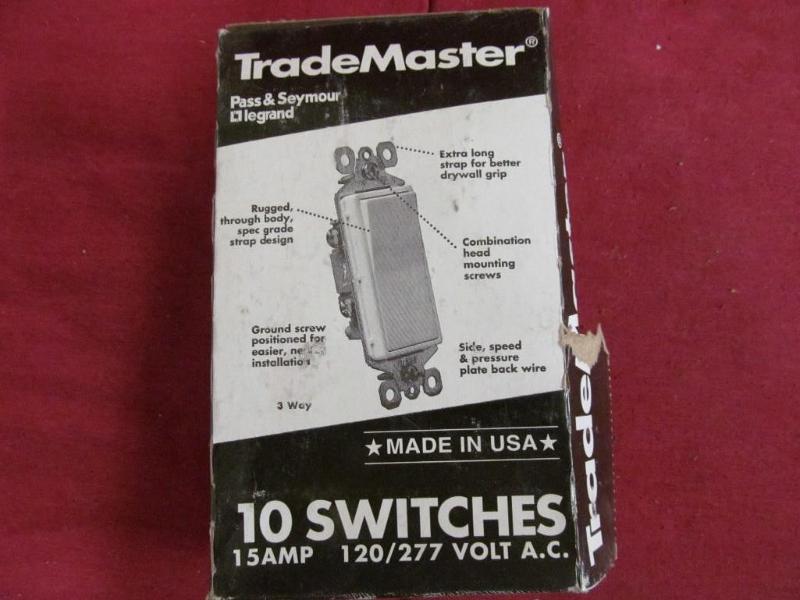 TradeMaster®
Pass & Seymour
legrand
Extra long
strap for better
drywall grip
Rugged,
through body,
spec grade
strap design
Combination
head
mounting
screws
Ground screw
positioned for
easier,
installation
Side, speed
& pressure
plate back wire
3 Way
★MADE IN USA★
10 SWITCHES
15AMP 120/277 VOLT A.C.